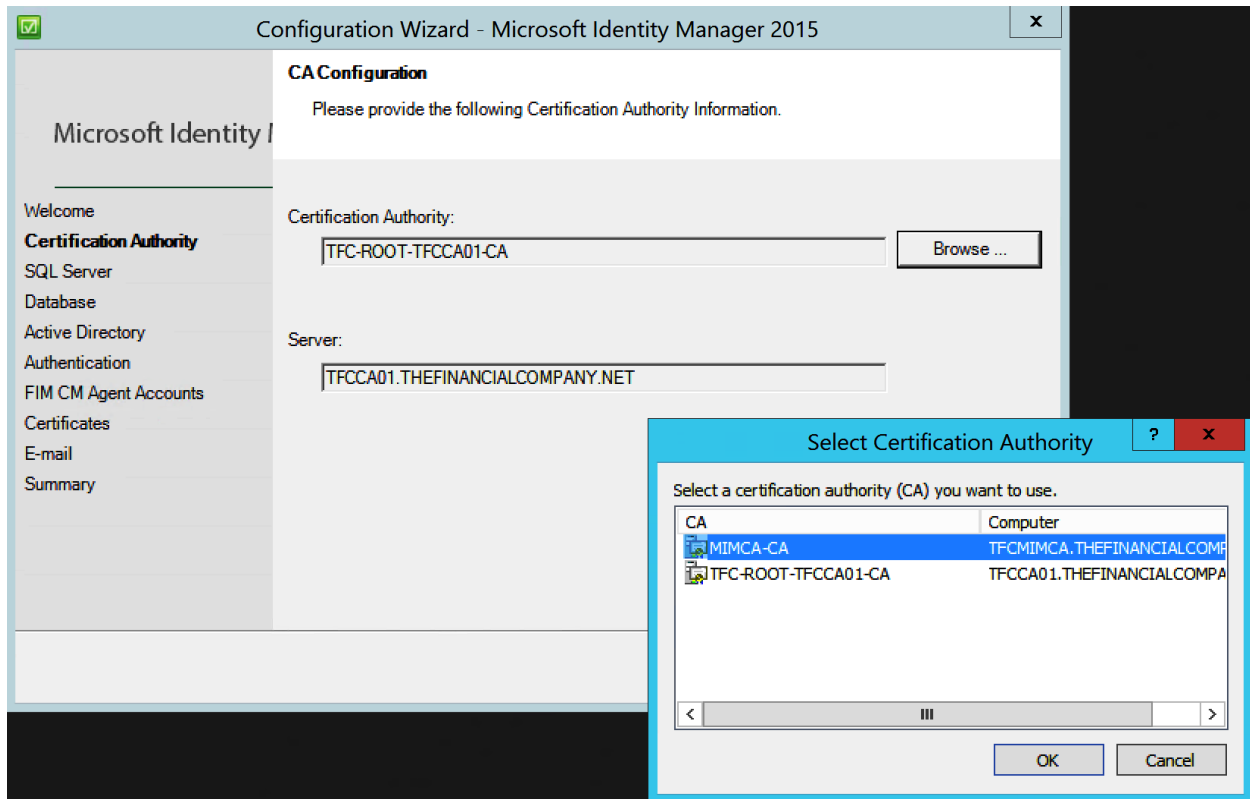 Configuration Wizard - Microsoft Identity Manager 2015
x
CA Configuration
Please provide the following Certification Authority Information.
Microsoft Identity
Welcome
Certification Authority
SQL Server
Database
Active Directory
Authentication
FIM CM Agent Accounts
Certificates
E-mail
Summary
Certification Authority:
TFC-ROOT-TFCCA01-CA
Browse ...
Server:
TFCCA01.THEFINANCIALCOMPANY.NET
Select Certification Authority
? x
Select a certification authority (CA) you want to use.
CA Computer
MIMCA-CA TFCMIMCA.THEFINANCIALCOMP
TFC-ROOT-TFCCA01-CA TFCCA01.THEFINANCIALCOMPA
OK Cancel